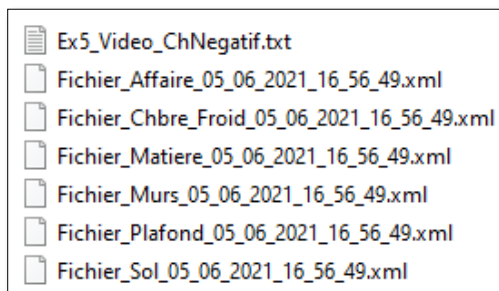 Ex5_Video_ChNegatif.txt
Fichier_Affaire_05_06_2021_16_56_49.xml
Fichier_Chbre_Froid_05_06_2021_16_56_49.xml
Fichier_Matiere_05_06_2021_16_56_49.xml
Fichier_Murs_05_06_2021_16_56_49.xml
Fichier_Plafond_05_06_2021_16_56_49.xml
Fichier_Sol_05_06_2021_16_56_49.xml